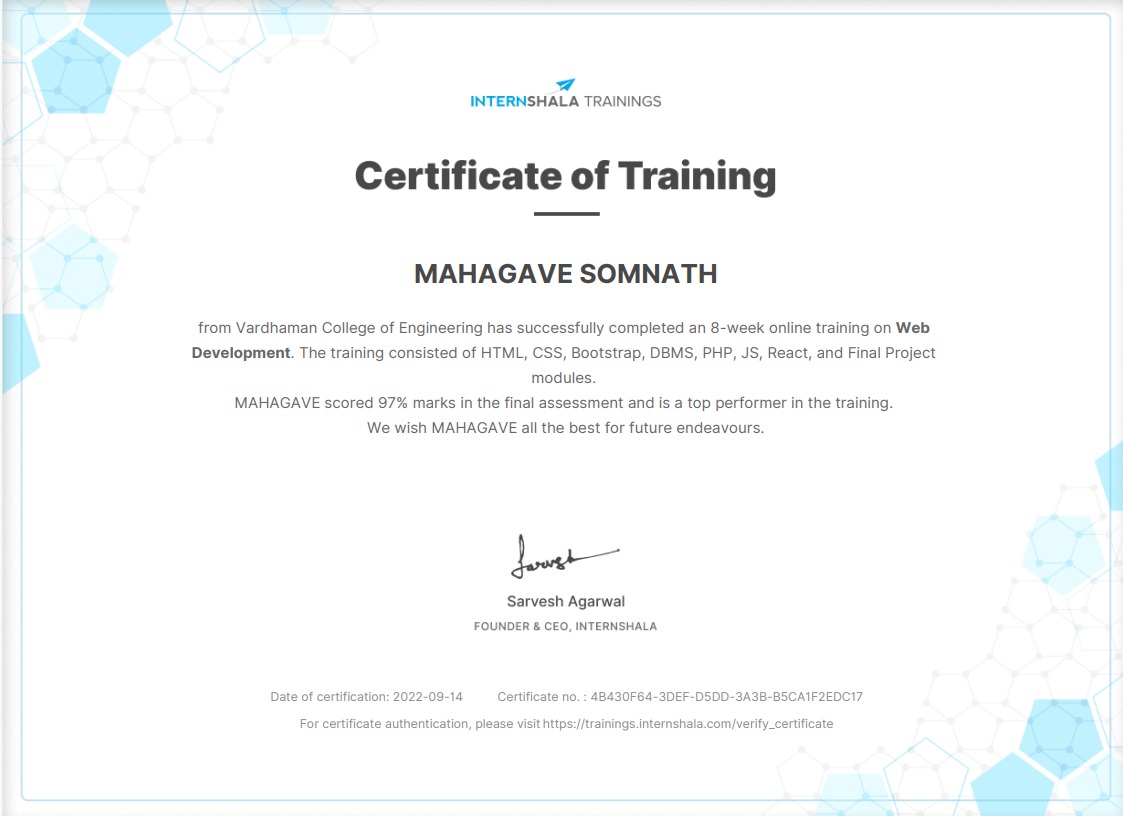 INTERNSHALA TRAININGS
Certificate of Training
MAHAGAVE SOMNATH
from Vardhaman College of Engineering has successfully completed an 8-week online training on Web
Development. The training consisted of HTML, CSS, Bootstrap, DBMS, PHP, JS, React, and Final Project
modules.
MAHAGAVE scored 97% marks in the final assessment and is a top performer in the training.
We wish MAHAGAVE all the best for future endeavours.
Sarvesh
Sarvesh Agarwal
FOUNDER & CEO, INTERNSHALA
Date of certification: 2022-09-14 Certificate no. : 4B430F64-3DEF-D5DD-3A3B-B5CA1F2EDC17
For certificate authentication, please visit https://trainings.internshala.com/verify_certificate